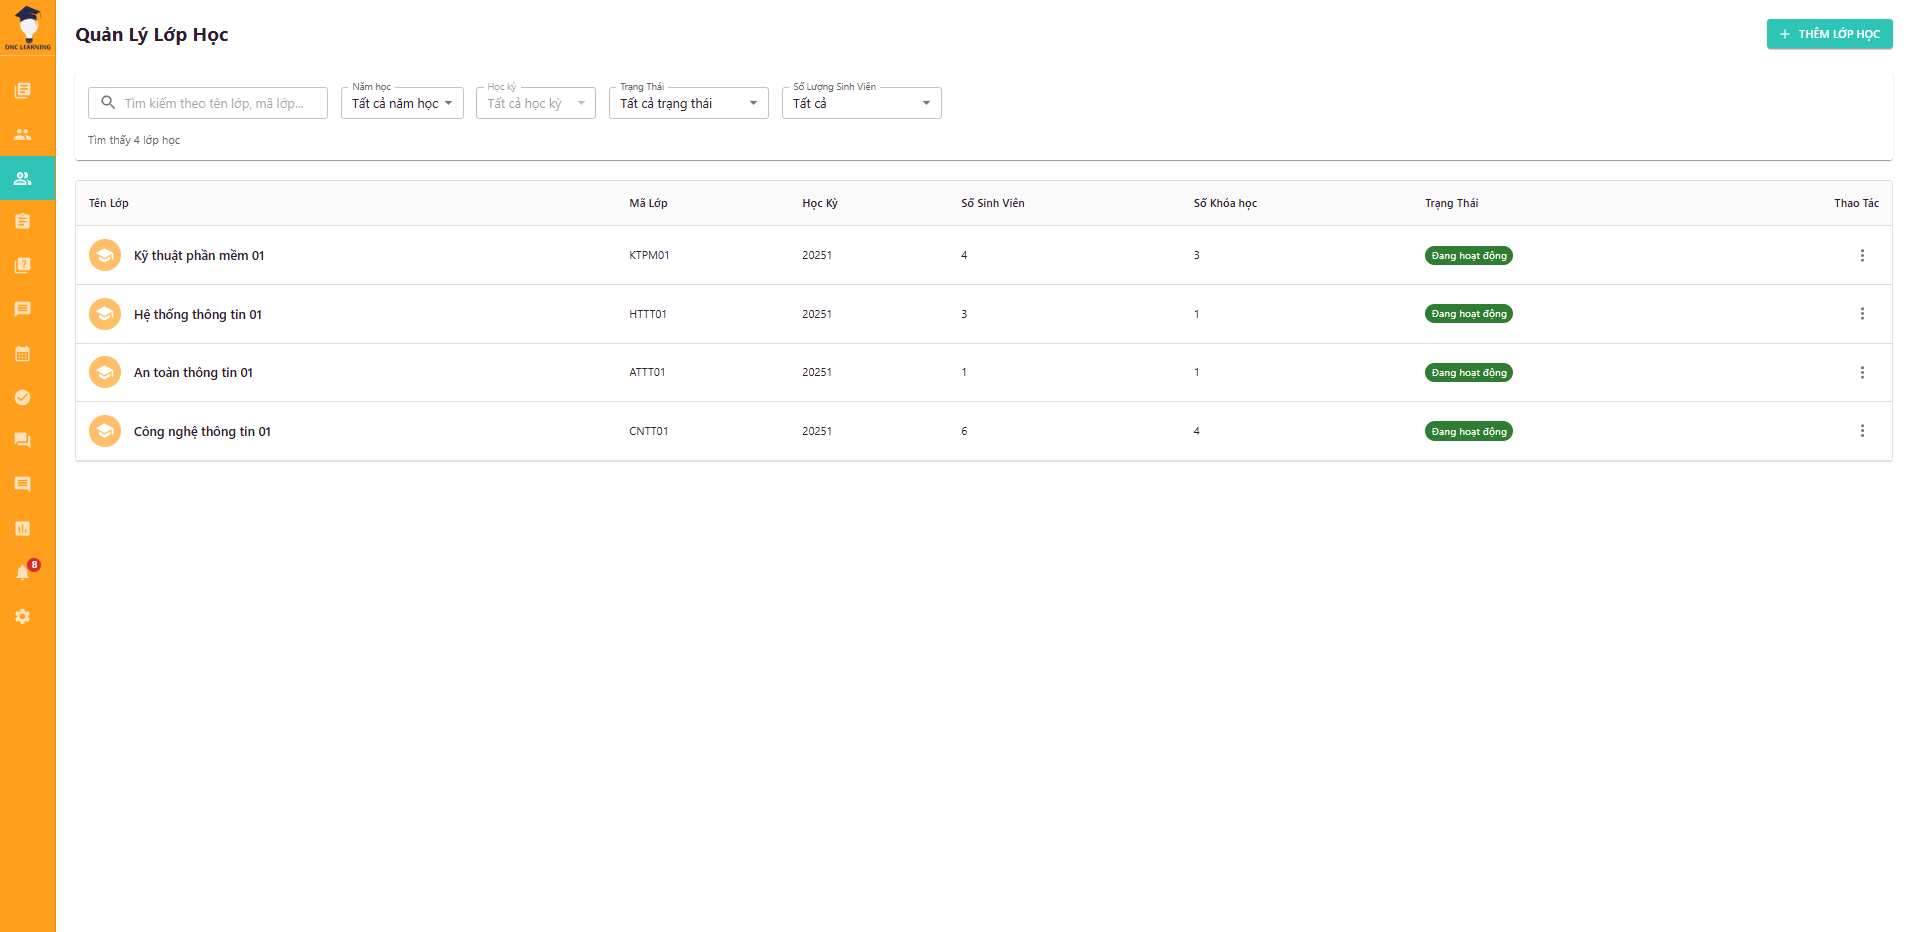 DNC LEARNING
Quản Lý Lớp Học
THÊM LỚP HỌC
Năm học
Học kỳ
Trạng Thái
Số Lượng Sinh Viên
Tìm kiếm theo tên lớp, mã lớp...
Tất cả năm học
Tất cả học kỳ
Tất cả trạng thái
Tất cả
Tìm thấy 4 lớp học
Tên Lớp Mã Lớp Học Kỳ Số Sinh Viên Số Khóa học Trạng Thái Thao Tác
Kỹ thuật phần mềm 01 KTPM01 20251 4 3 Đang hoạt động
Hệ thống thông tin 01 HTTT01 20251 3 1 Đang hoạt động
An toàn thông tin 01 ATTT01 20251 1 1 Đang hoạt động
Công nghệ thông tin 01 CNTT01 20251 6 4 Đang hoạt động
8